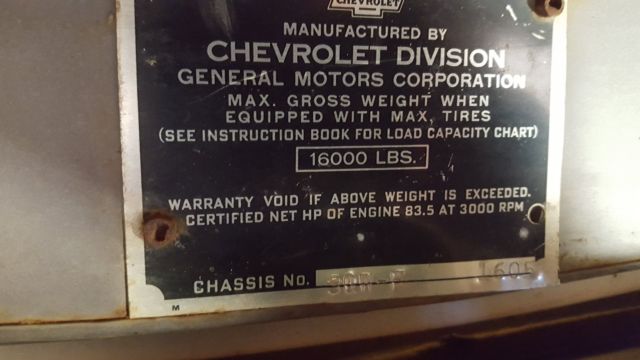 CHEVROLET
MANUFACTURED BY
CHEVROLET DIVISION
GENERAL MOTORS CORPORATION
MAX. GROSS WEIGHT WHEN
EQUIPPED WITH MAX. TIRES
(SEE INSTRUCTION BOOK FOR LOAD CAPACITY CHART)
16000 LBS.
WARRANTY VOID IF ABOVE WEIGHT IS EXCEEDED.
CERTIFIED NET HP OF ENGINE 83.5 AT 3000 RPM
CHASSIS No. 1605
M